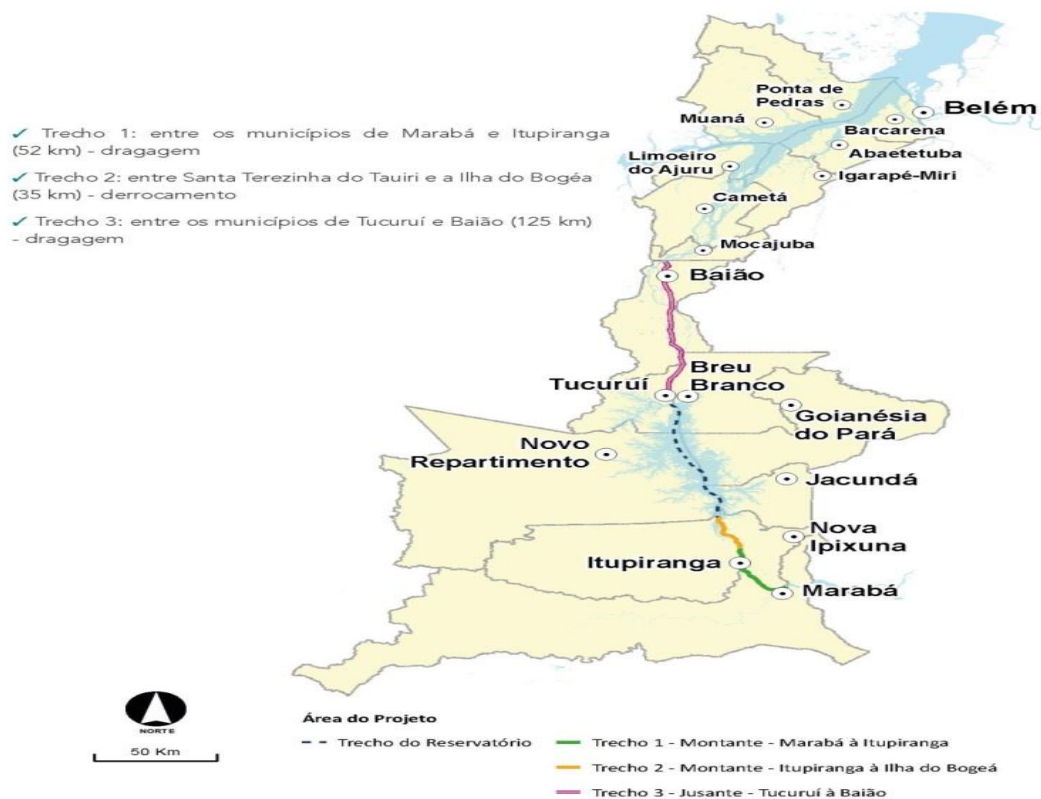 ✓ Trecho 1: entre os municípios de Marabá e Itupiranga
(52 km) - dragagem
✓ Trecho 2: entre Santa Terezinha do Tauiri e a Ilha do Bogéa
(35 km) - derrocamento
✓ Trecho 3: entre os municípios de Tucuruí e Baião (125 km)
- dragagem
Ponta de
Pedras
Belém
Muaná
Barcarena
Limoeiro
do Ajuru
Abaetetuba
Igarapé-Miri
Cametá
Mocajuba
Baião
Breu
Branco
Tucuruí
Goianésia
do Pará
Novo
Repartimento
Jacundá
Nova
Ipixuna
Itupiranga
Marabá
NORTE
50 Km
Área do Projeto
Trecho do Reservatório
Trecho 1 - Montante - Marabá à Itupiranga
Trecho 2 - Montante - Itupiranga à Ilha do Bogeá
Trecho 3 - Jusante - Tucuruí à Baião